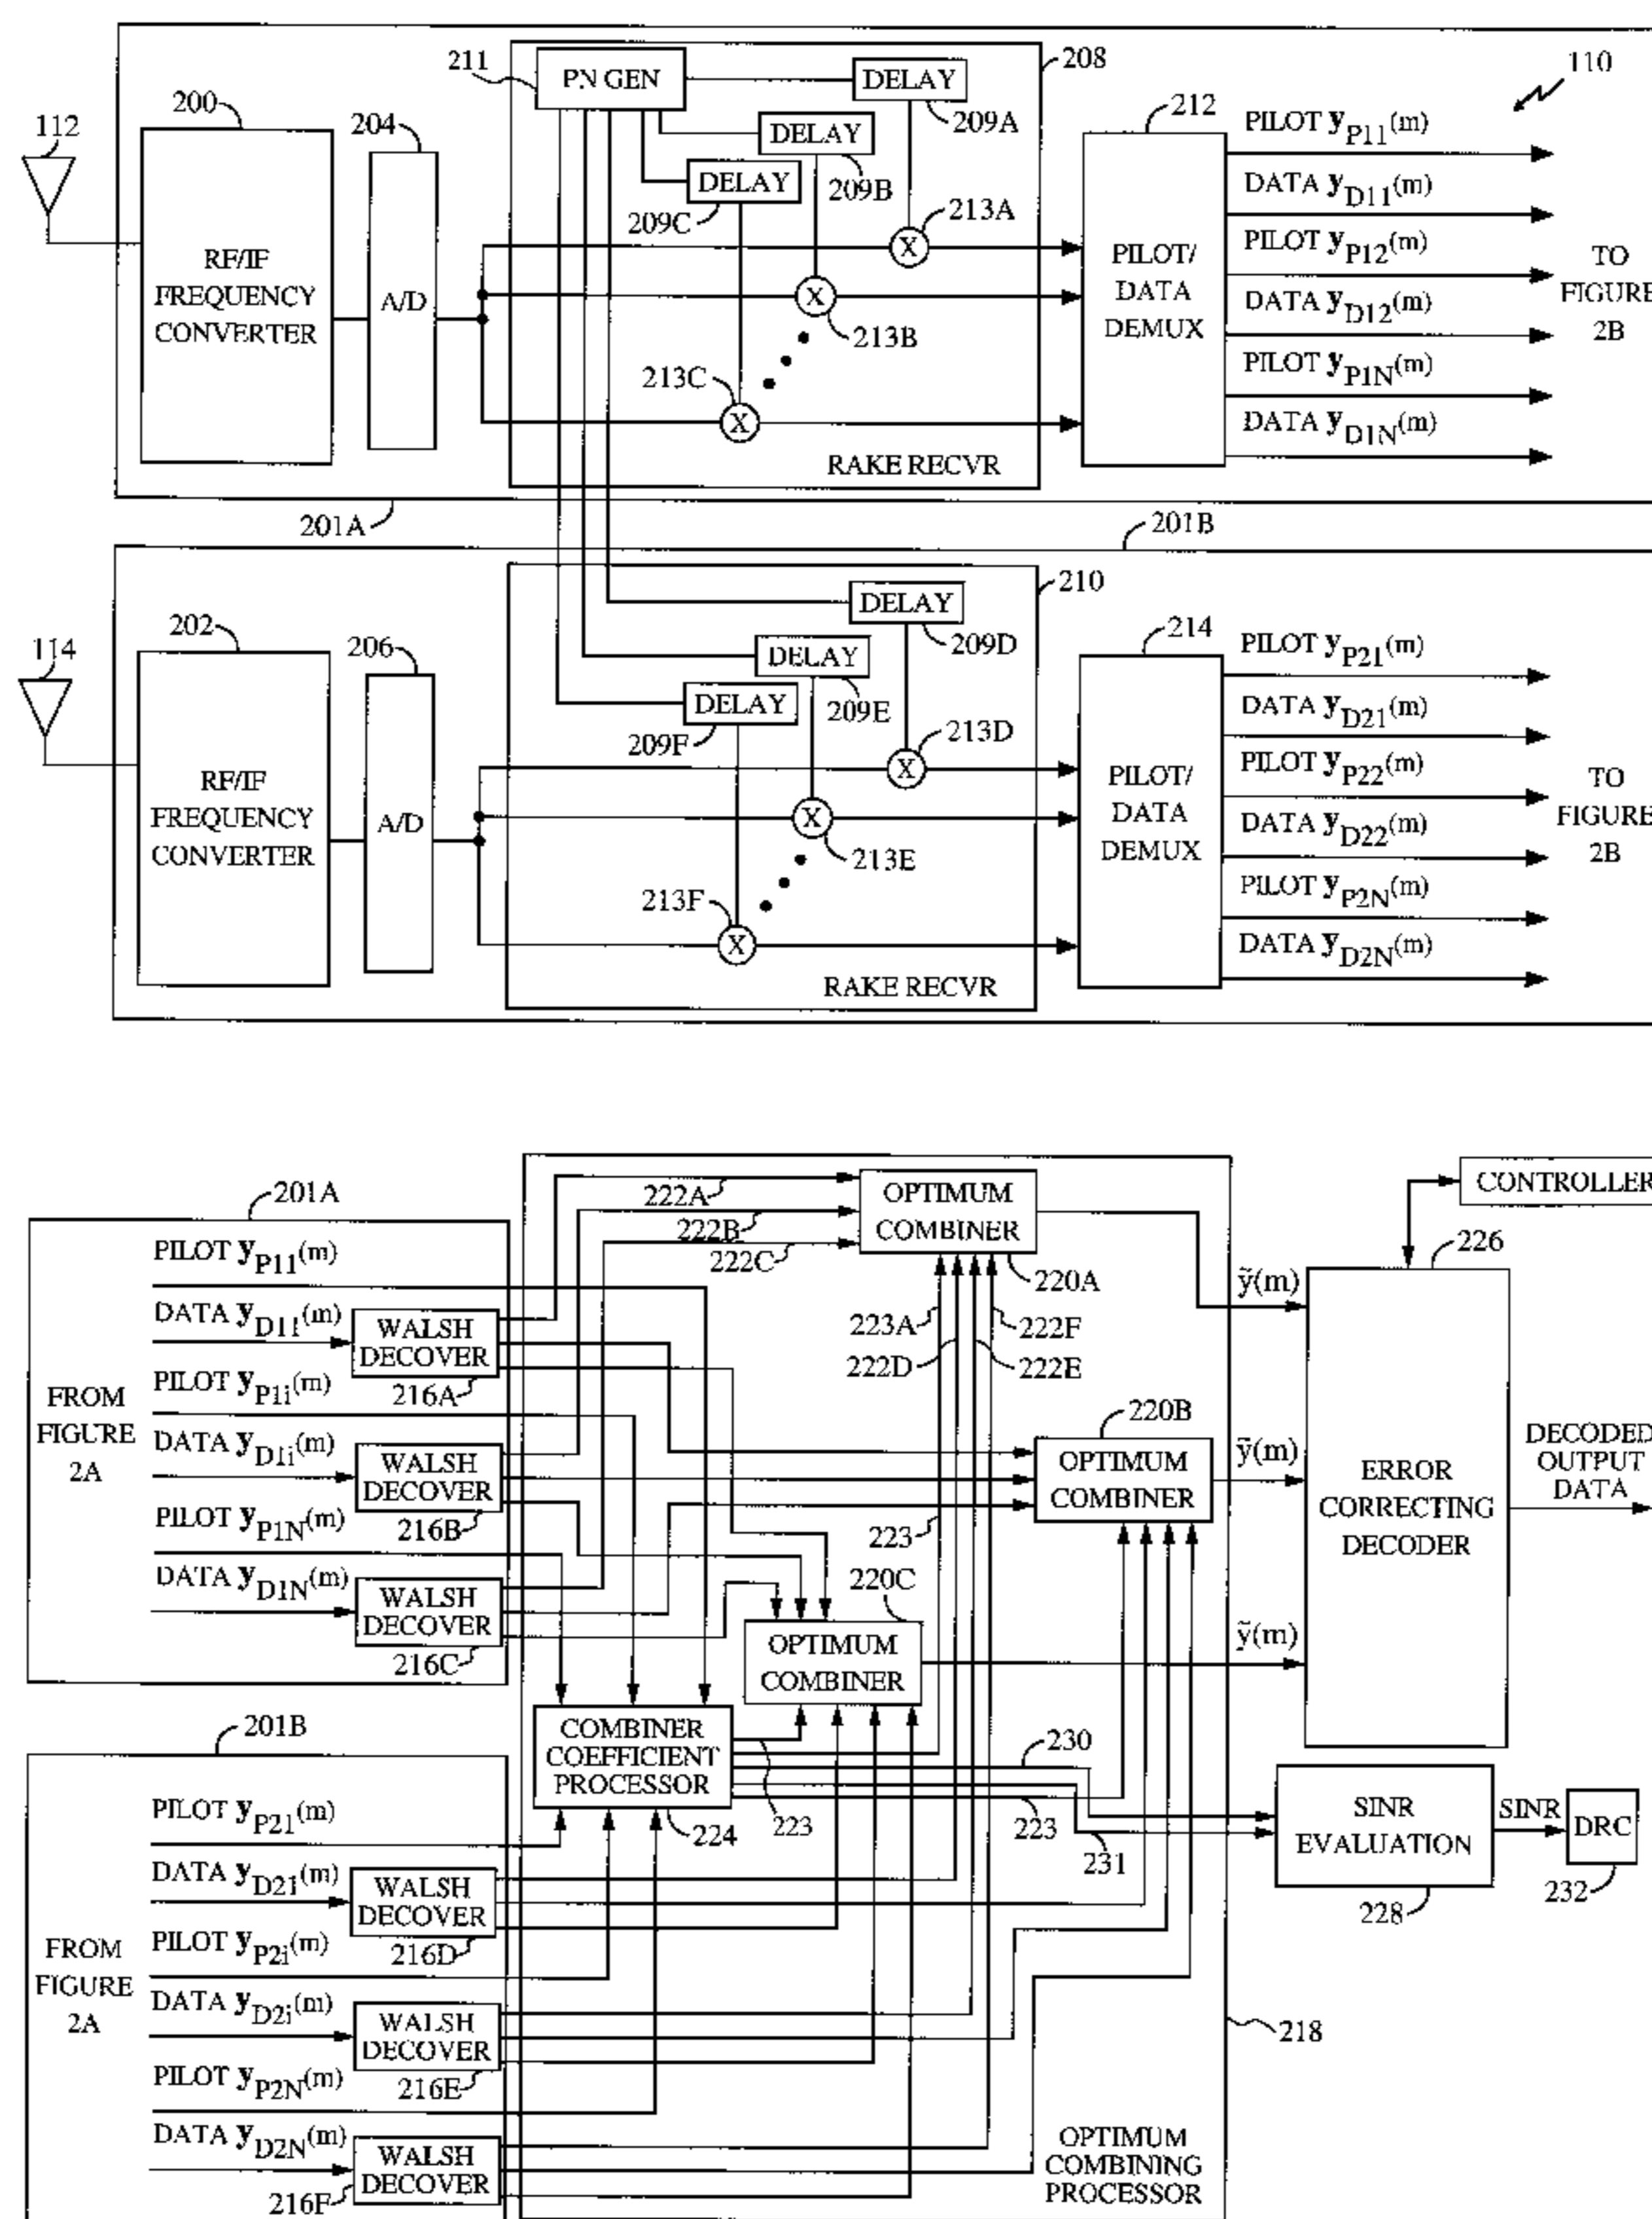 211
PN GEN
DELAY
208
110
112
200
204
DELAY
209A
212
PILOT yP11(m)
DELAY
209B
DATA yD11(m)
209C
213A
PILOT yP12(m)
RF/IF
FREQUENCY
CONVERTER
A/D
X
X
213B
PILOT/
DATA
DEMUX
DATA yD12(m)
TO
FIGURE
2B
213C
X
PILOT yP1N(m)
DATA yD1N(m)
RAKE RECVR
201A
201B
210
DELAY
114
202
206
DELAY
209D
214
PILOT yP21(m)
DELAY
209E
DATA yD21(m)
209F
213D
PILOT yP22(m)
RF/IF
FREQUENCY
CONVERTER
A/D
X
X
213E
PILOT/
DATA
DEMUX
DATA yD22(m)
TO
FIGURE
2B
213F
X
PILOT yP2N(m)
DATA yD2N(m)
RAKE RECVR
201A
222A
222B
222C
OPTIMUM
COMBINER
220A
CONTROLLER
226
PILOT yP11(m)
DATA yD11(m)
WALSH
DECOVER
216A
223A
222D
222F
222E
ỹ(m)
FROM
FIGURE
2A
PILOT yP1i(m)
DATA yD1i(m)
WALSH
DECOVER
216B
220B
OPTIMUM
COMBINER
ỹ(m)
ERROR
CORRECTING
DECODER
DECODED
OUTPUT
DATA
PILOT yP1N(m)
DATA yD1N(m)
WALSH
DECOVER
216C
223
220C
OPTIMUM
COMBINER
ỹ(m)
201B
COMBINER
COEFFICIENT
PROCESSOR
224
223
230
223
231
SINR
EVALUATION
228
SINR
DRC
232
PILOT yP21(m)
DATA yD21(m)
WALSH
DECOVER
216D
FROM
FIGURE
2A
PILOT yP2i(m)
DATA yD2i(m)
WALSH
DECOVER
216E
218
PILOT yP2N(m)
DATA yD2N(m)
WALSH
DECOVER
216F
OPTIMUM
COMBINING
PROCESSOR